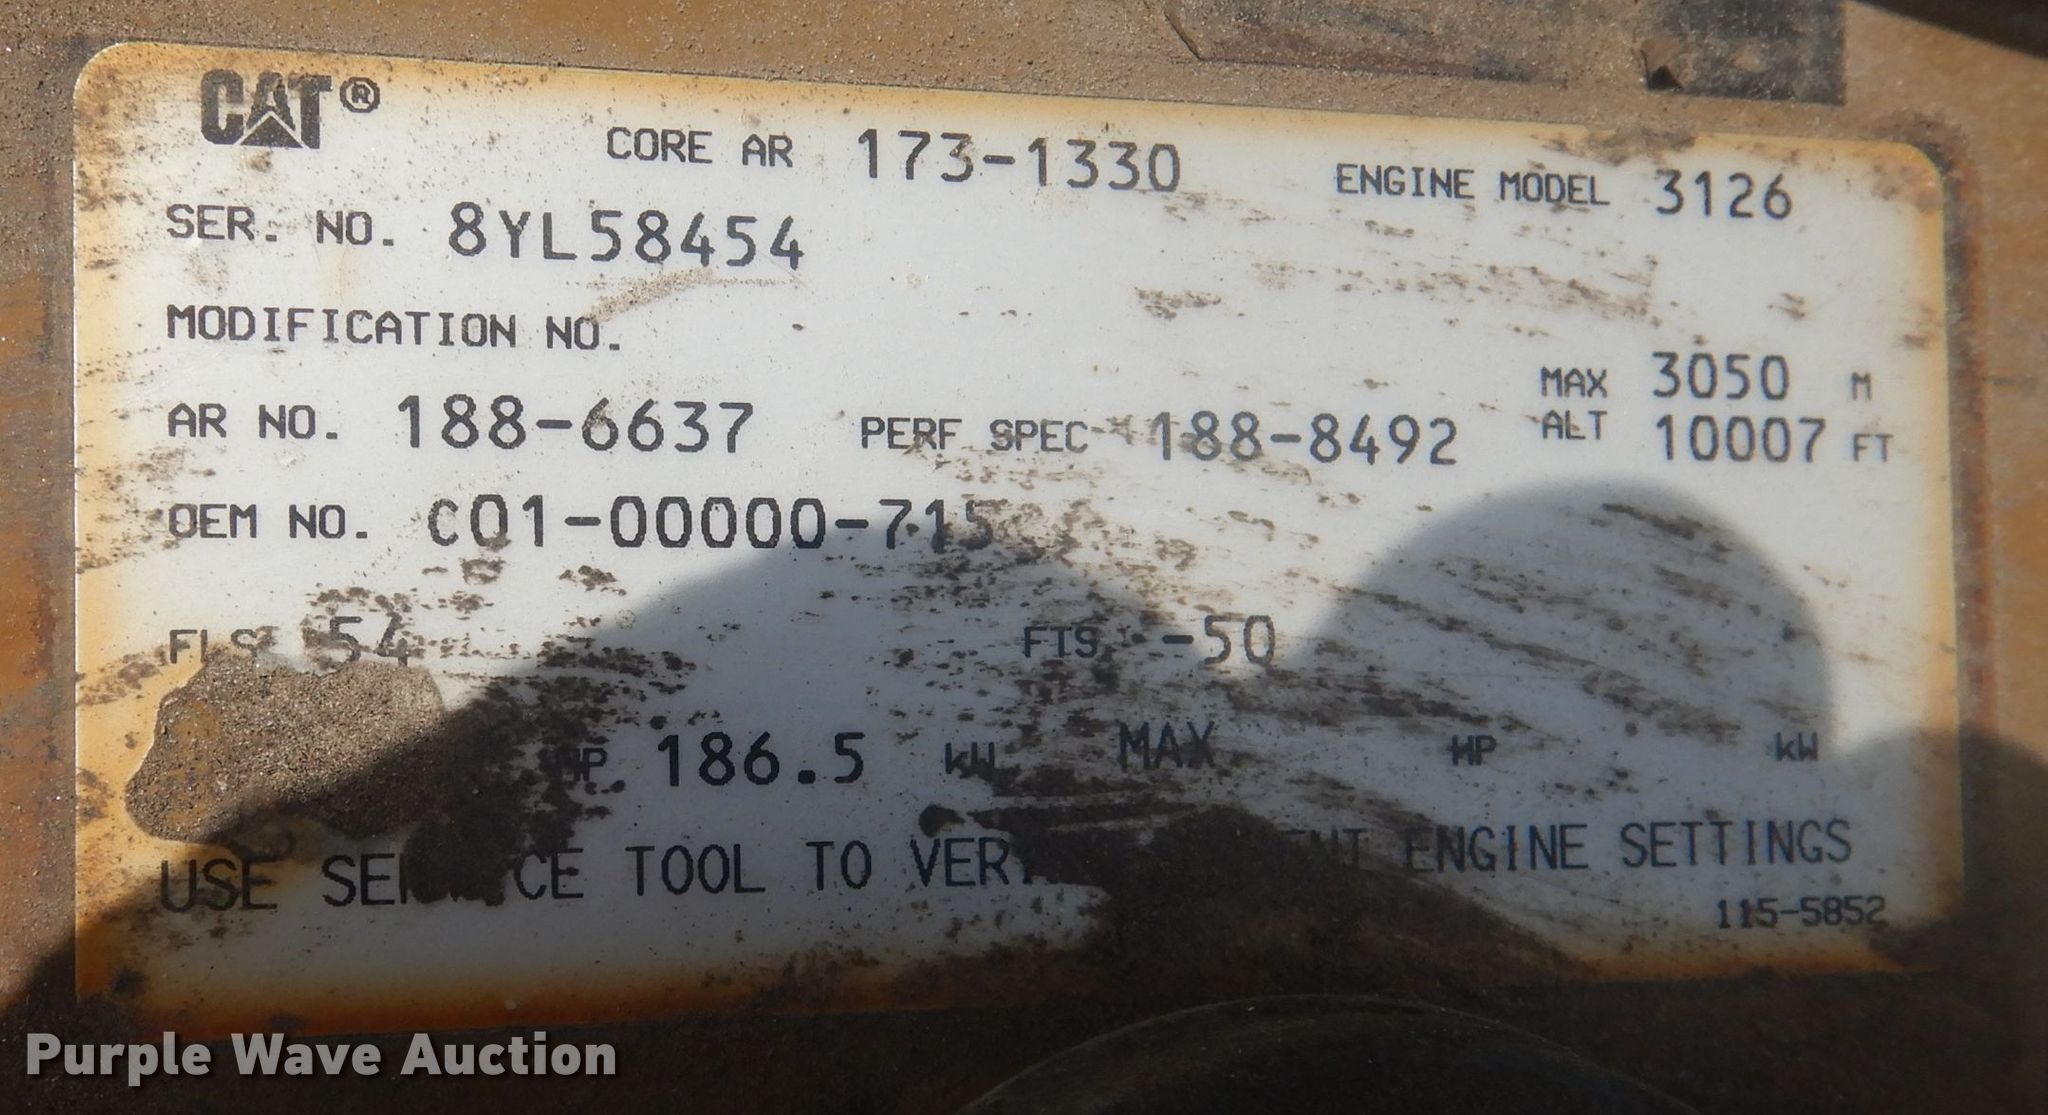 CAT®
CORE AR 173-1330 ENGINE MODEL 3126
SER. NO. 8YL58454
MODIFICATION NO.
AR NO. 188-6637 PERF SPEC 188-8492 MAX ALT 3050 M 10007 FT
OEM NO. C01-00000-715
FLS 54 FTS -50
HP 186.5 kW MAX HP kW
USE TOOL TO ENGINE SETTINGS
115-5852
Purple Wave Auction